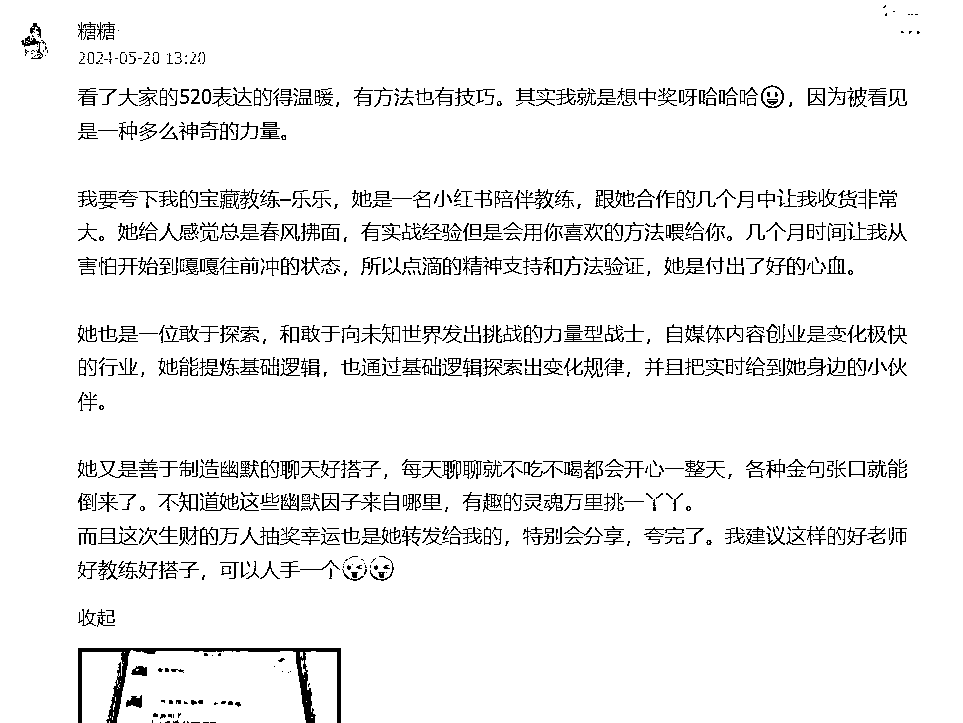 糖糖
2024-05-20 13:20
看了大家的520表达的得温暖，有方法也有技巧。其实我就是想中奖呀哈哈哈😀，因为被看见
是一种多么神奇的力量。
我要夸下我的宝藏教练–乐乐，她是一名小红书陪伴教练，跟她合作的几个月中让我收货非常
大。她给人感觉总是春风拂面，有实战经验但是会用你喜欢的方法喂给你。几个月时间让我从
害怕开始到嘎嘎往前冲的状态，所以点滴的精神支持和方法验证，她是付出了好的心血。
她也是一位敢于探索，和敢于向未知世界发出挑战的力量型战士，自媒体内容创业是变化极快
的行业，她能提炼基础逻辑，也通过基础逻辑探索出变化规律，并且把实时给到她身边的小伙
伴。
她又是善于制造幽默的聊天好搭子，每天聊聊就不吃不喝都会开心一整天，各种金句张口就能
倒来了。不知道她这些幽默因子来自哪里，有趣的灵魂万里挑一丫丫。
而且这次生财的万人抽奖幸运也是她转发给我的，特别会分享，夸完了。我建议这样的好老师
好教练好搭子，可以人手一个😜😜
收起